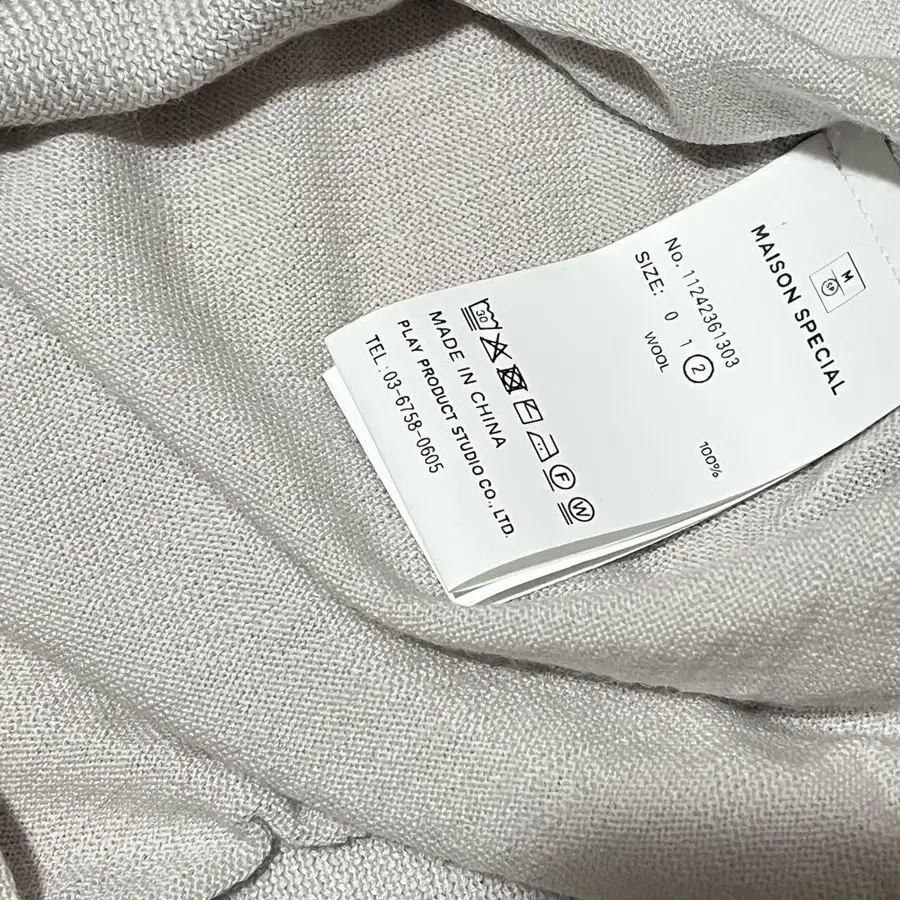 M
SP
MAISON SPECIAL
No. 11242361303
SIZE: 0 1 2
WOOL 100%
30
F
W
MADE IN CHINA
PLAY PRODUCT STUDIO CO., LTD.
TEL : 03-6758-0605